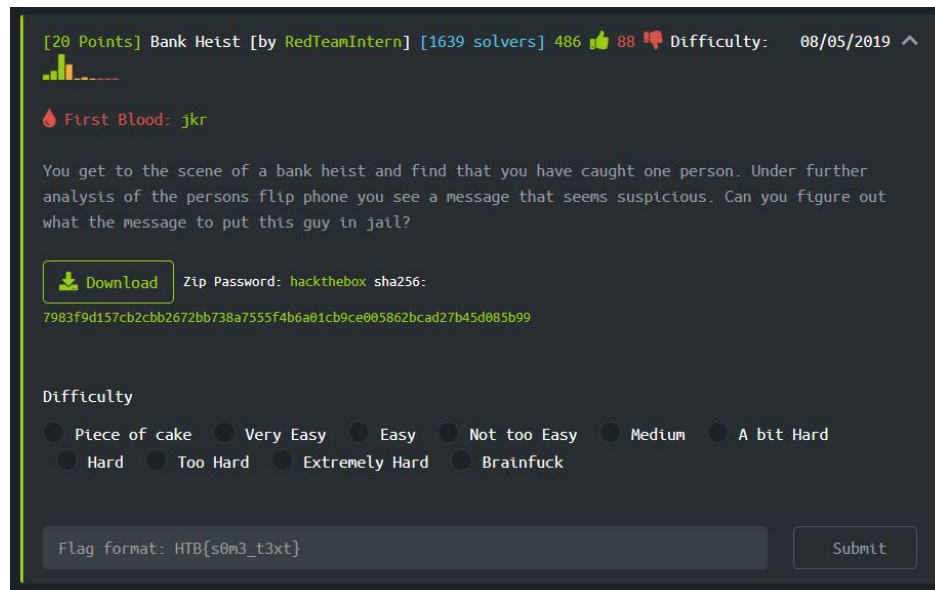 [20 Points] Bank Heist [by RedTeamIntern] [1639 solvers] 486 88 Difficulty: 08/05/2019
First Blood: jkr
You get to the scene of a bank heist and find that you have caught one person. Under further
analysis of the persons flip phone you see a message that seems suspicious. Can you figure out
what the message to put this guy in jail?
Download Zip Password: hackthebox sha256:
7983f9d157cb2cbb2672bb738a7555f4b6a01cb9ce005862bcad27b45d085b99
Difficulty
Piece of cake Very Easy Easy Not too Easy Medium A bit Hard
Hard Too Hard Extremely Hard Brainfuck
Flag format: HTB{s0m3_t3xt} Submit